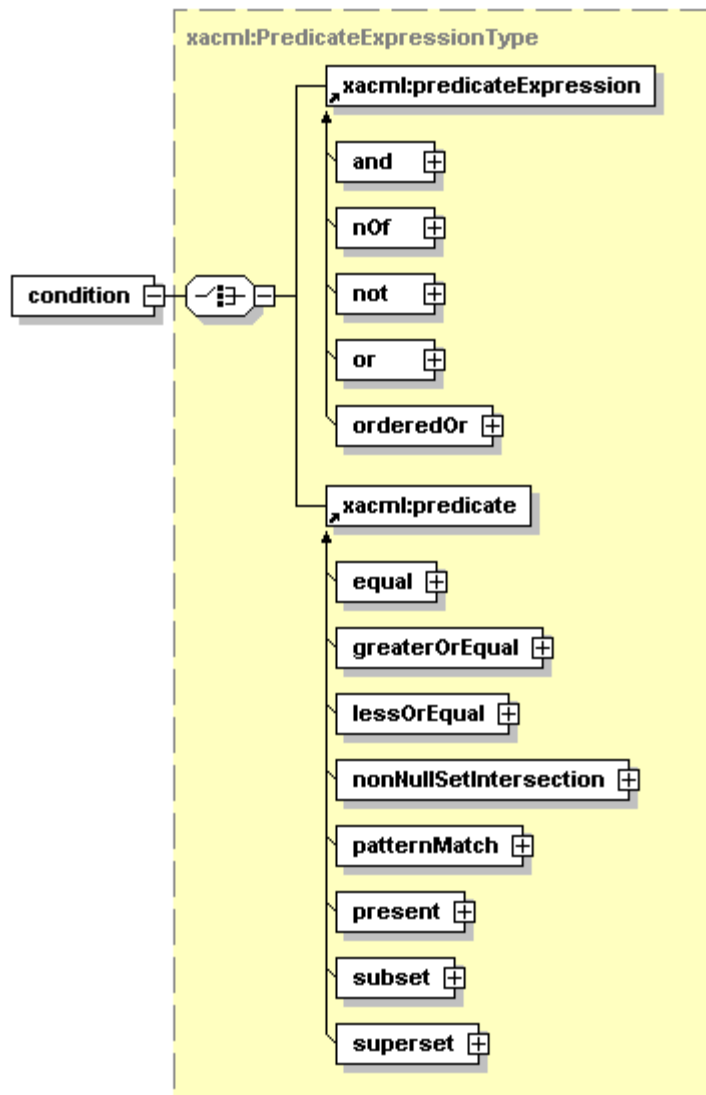 xacml:PredicateExpressionType
xacml:predicateExpression
and
nOf
not
condition
or
orderedOr
xacml:predicate
equal
greaterOrEqual
lessOrEqual
nonNullSetIntersection
patternMatch
present
subset
superset